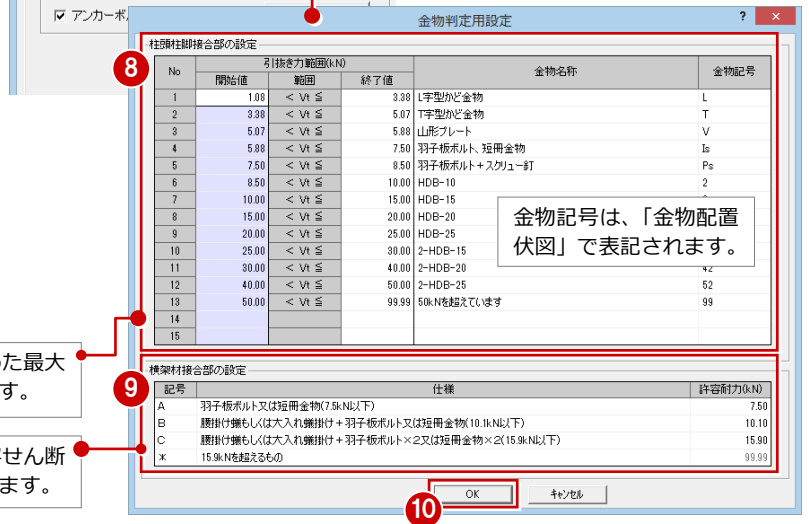 アンカーボ
金物判定用設定
? ×
柱頭柱脚接合部の設定
8
No 引抜き力範囲(kN) 金物名称 金物記号
開始値 範囲 終了値
1 1.08 < Vt ≦ 3.38 L字型かど金物 L
2 3.38 < Vt ≦ 5.07 T字型かど金物 T
3 5.07 < Vt ≦ 5.88 山形プレート V
4 5.88 < Vt ≦ 7.50 羽子板ボルト、短冊金物 Is
5 7.50 < Vt ≦ 8.50 羽子板ボルト+スクリュー釘 Ps
6 8.50 < Vt ≦ 10.00 HDB-10 2
7 10.00 < Vt ≦ 15.00 HDB-15
8 15.00 < Vt ≦ 20.00 HDB-20
9 20.00 < Vt ≦ 25.00 HDB-25
10 25.00 < Vt ≦ 30.00 2-HDB-15
11 30.00 < Vt ≦ 40.00 2-HDB-20 42
12 40.00 < Vt ≦ 50.00 2-HDB-25 52
13 50.00 < Vt ≦ 99.99 50kNを超えています 99
14
15
金物記号は、「金物配置
伏図」で表記されます。
た最大
す。
せん断
ます。
横架材接合部の設定
9
記号 仕様 許容耐力(kN)
A 羽子板ボルト又は短冊金物(7.5kN以下) 7.50
B 腰掛け蟻もしくは大入れ蟻掛け+羽子板ボルト又は短冊金物(10.1kN以下) 10.10
C 腰掛け蟻もしくは大入れ蟻掛け+羽子板ボルト×2又は短冊金物×2(15.9kN以下) 15.90
* 15.9kNを超えるもの 99.99
10
OK キャンセル